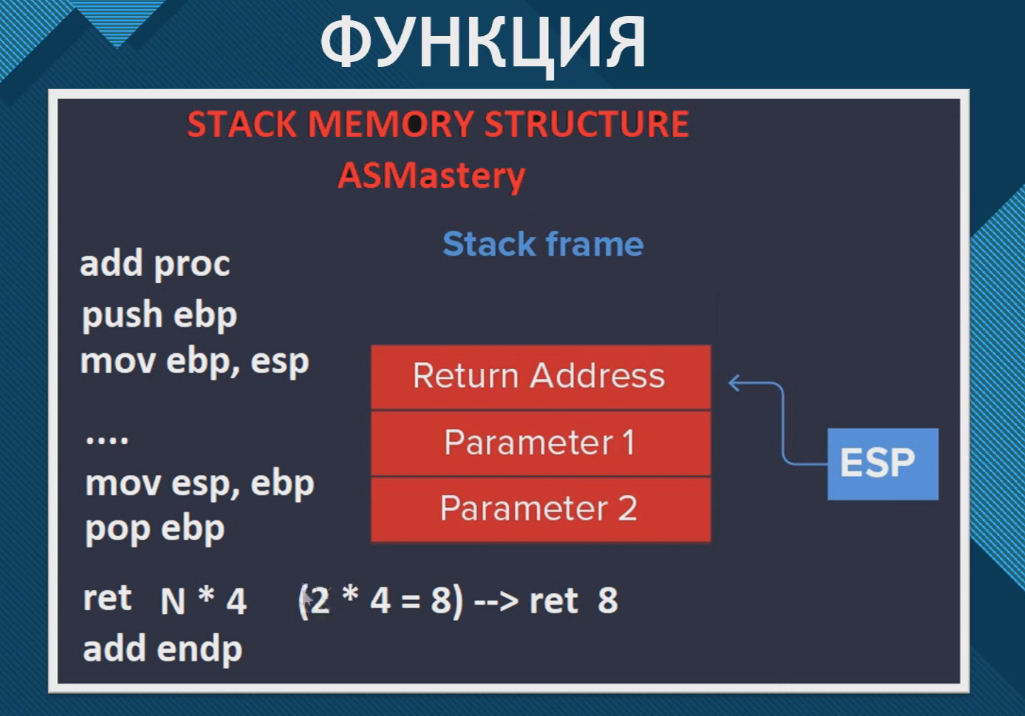 ФУНКЦИЯ
STACK MEMORY STRUCTURE
ASMastery
Stack frame
add proc
push ebp
mov ebp, esp
....
mov esp, ebp
pop ebp
ret N * 4 (2 * 4 = 8) --> ret 8
add endp
Return Address
Parameter 1
Parameter 2
ESP